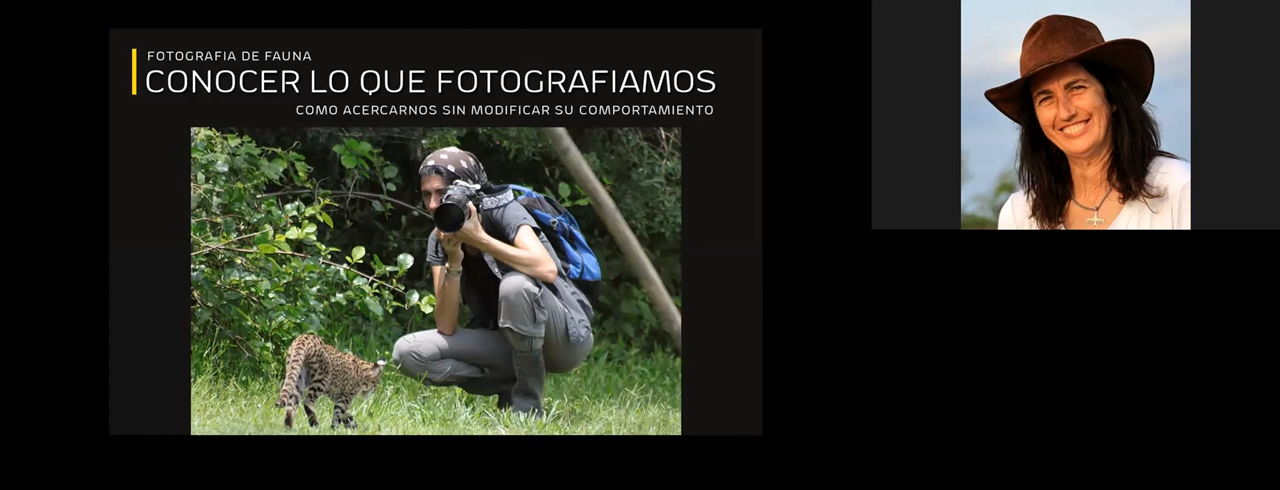 FOTOGRAFIA DE FAUNA
CONOCER LO QUE FOTOGRAFIAMOS
COMO ACERCARNOS SIN MODIFICAR SU COMPORTAMIENTO